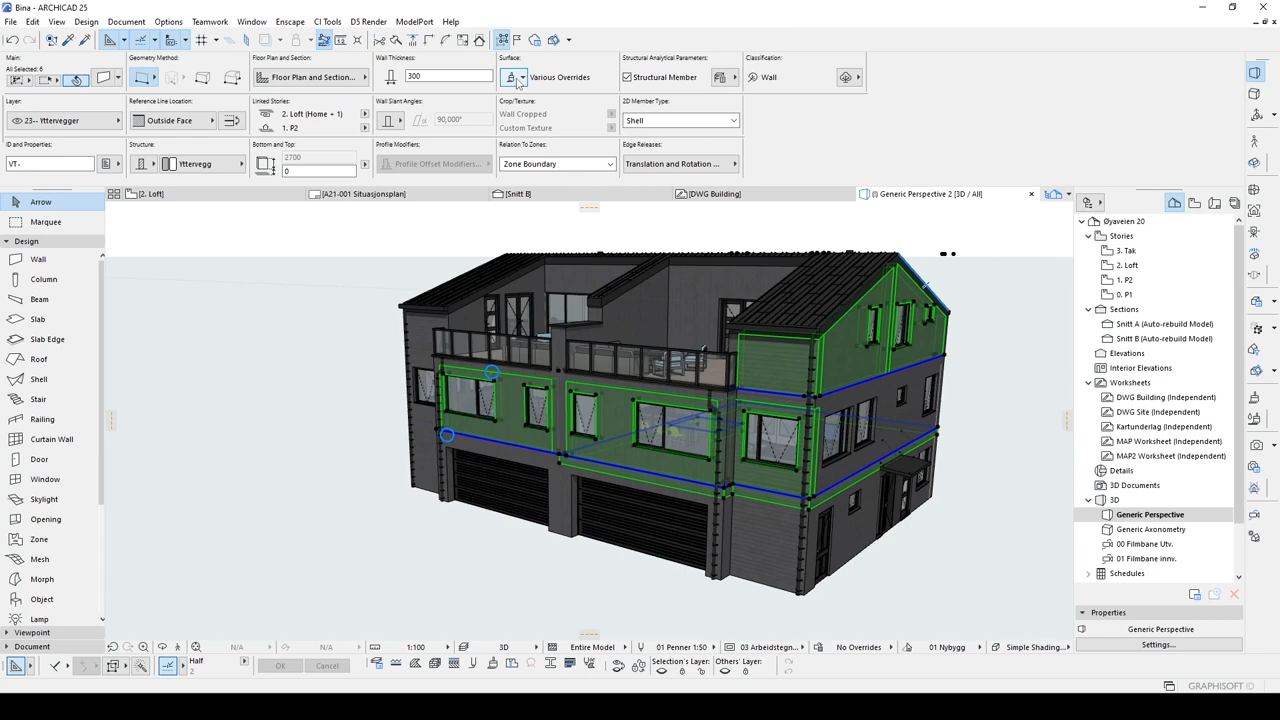 Bina - ARCHICAD 25
File Edit View Design Options Teamwork Window Enscape CI Tools D5 Render ModelPort Help
Main: Geometry Method: Floor Plan and Section: Wall Thickness: Surface: Structural Analytical Parameters: Classification:
All Selected: 6
Floor Plan and Section... 300 Various Overrides Structural Member Wall
Layer: Reference Line Location: Linked Stories: Wall Slant Angles: Crop/Texture: 2D Member Type:
23-- Yttervegger Outside Face 2. Loft (Home + 1) 90,000° Wall Cropped Shell
1. P2 Custom Texture
ID and Properties: Structure: Bottom and Top: Profile Modifiers: Relation To Zones: Edge Releases:
VT- Yttervegg 2700 Profile Offset Modifiers... Zone Boundary Translation and Rotation ...
0
[2. Loft] [A21-001 Situasjonsplan] [Snitt B] [DWG Building] (!) Generic Perspective 2 [3D / All]
Arrow
Marquee
Design
Wall
Column
Beam
Slab
Slab Edge
Roof
Shell
Stair
Railing
Curtain Wall
Door
Window
Skylight
Opening
Zone
Mesh
Morph
Object
Lamp
Viewpoint
Document
Øyaveien 20
Stories
3. Tak
2. Loft
1. P2
0. P1
Sections
Snitt A (Auto-rebuild Model)
Snitt B (Auto-rebuild Model)
Elevations
Interior Elevations
Worksheets
DWG Building (Independent)
DWG Site (Independent)
Kartunderlag (Independent)
MAP Worksheet (Independent)
MAP2 Worksheet (Independent)
Details
3D Documents
3D
Generic Perspective
Generic Axonometry
00 Filmbane Utv.
01 Filmbane innv.
Schedules
Properties
Generic Perspective
Settings...
N/A N/A 1:100 3D Entire Model 01 Penner 1:50 03 Arbeidstegn... No Overrides 01 Nybygg Simple Shading...
Half
2
OK Cancel
Selection's Layer: Others' Layer:
GRAPHISOFT ID